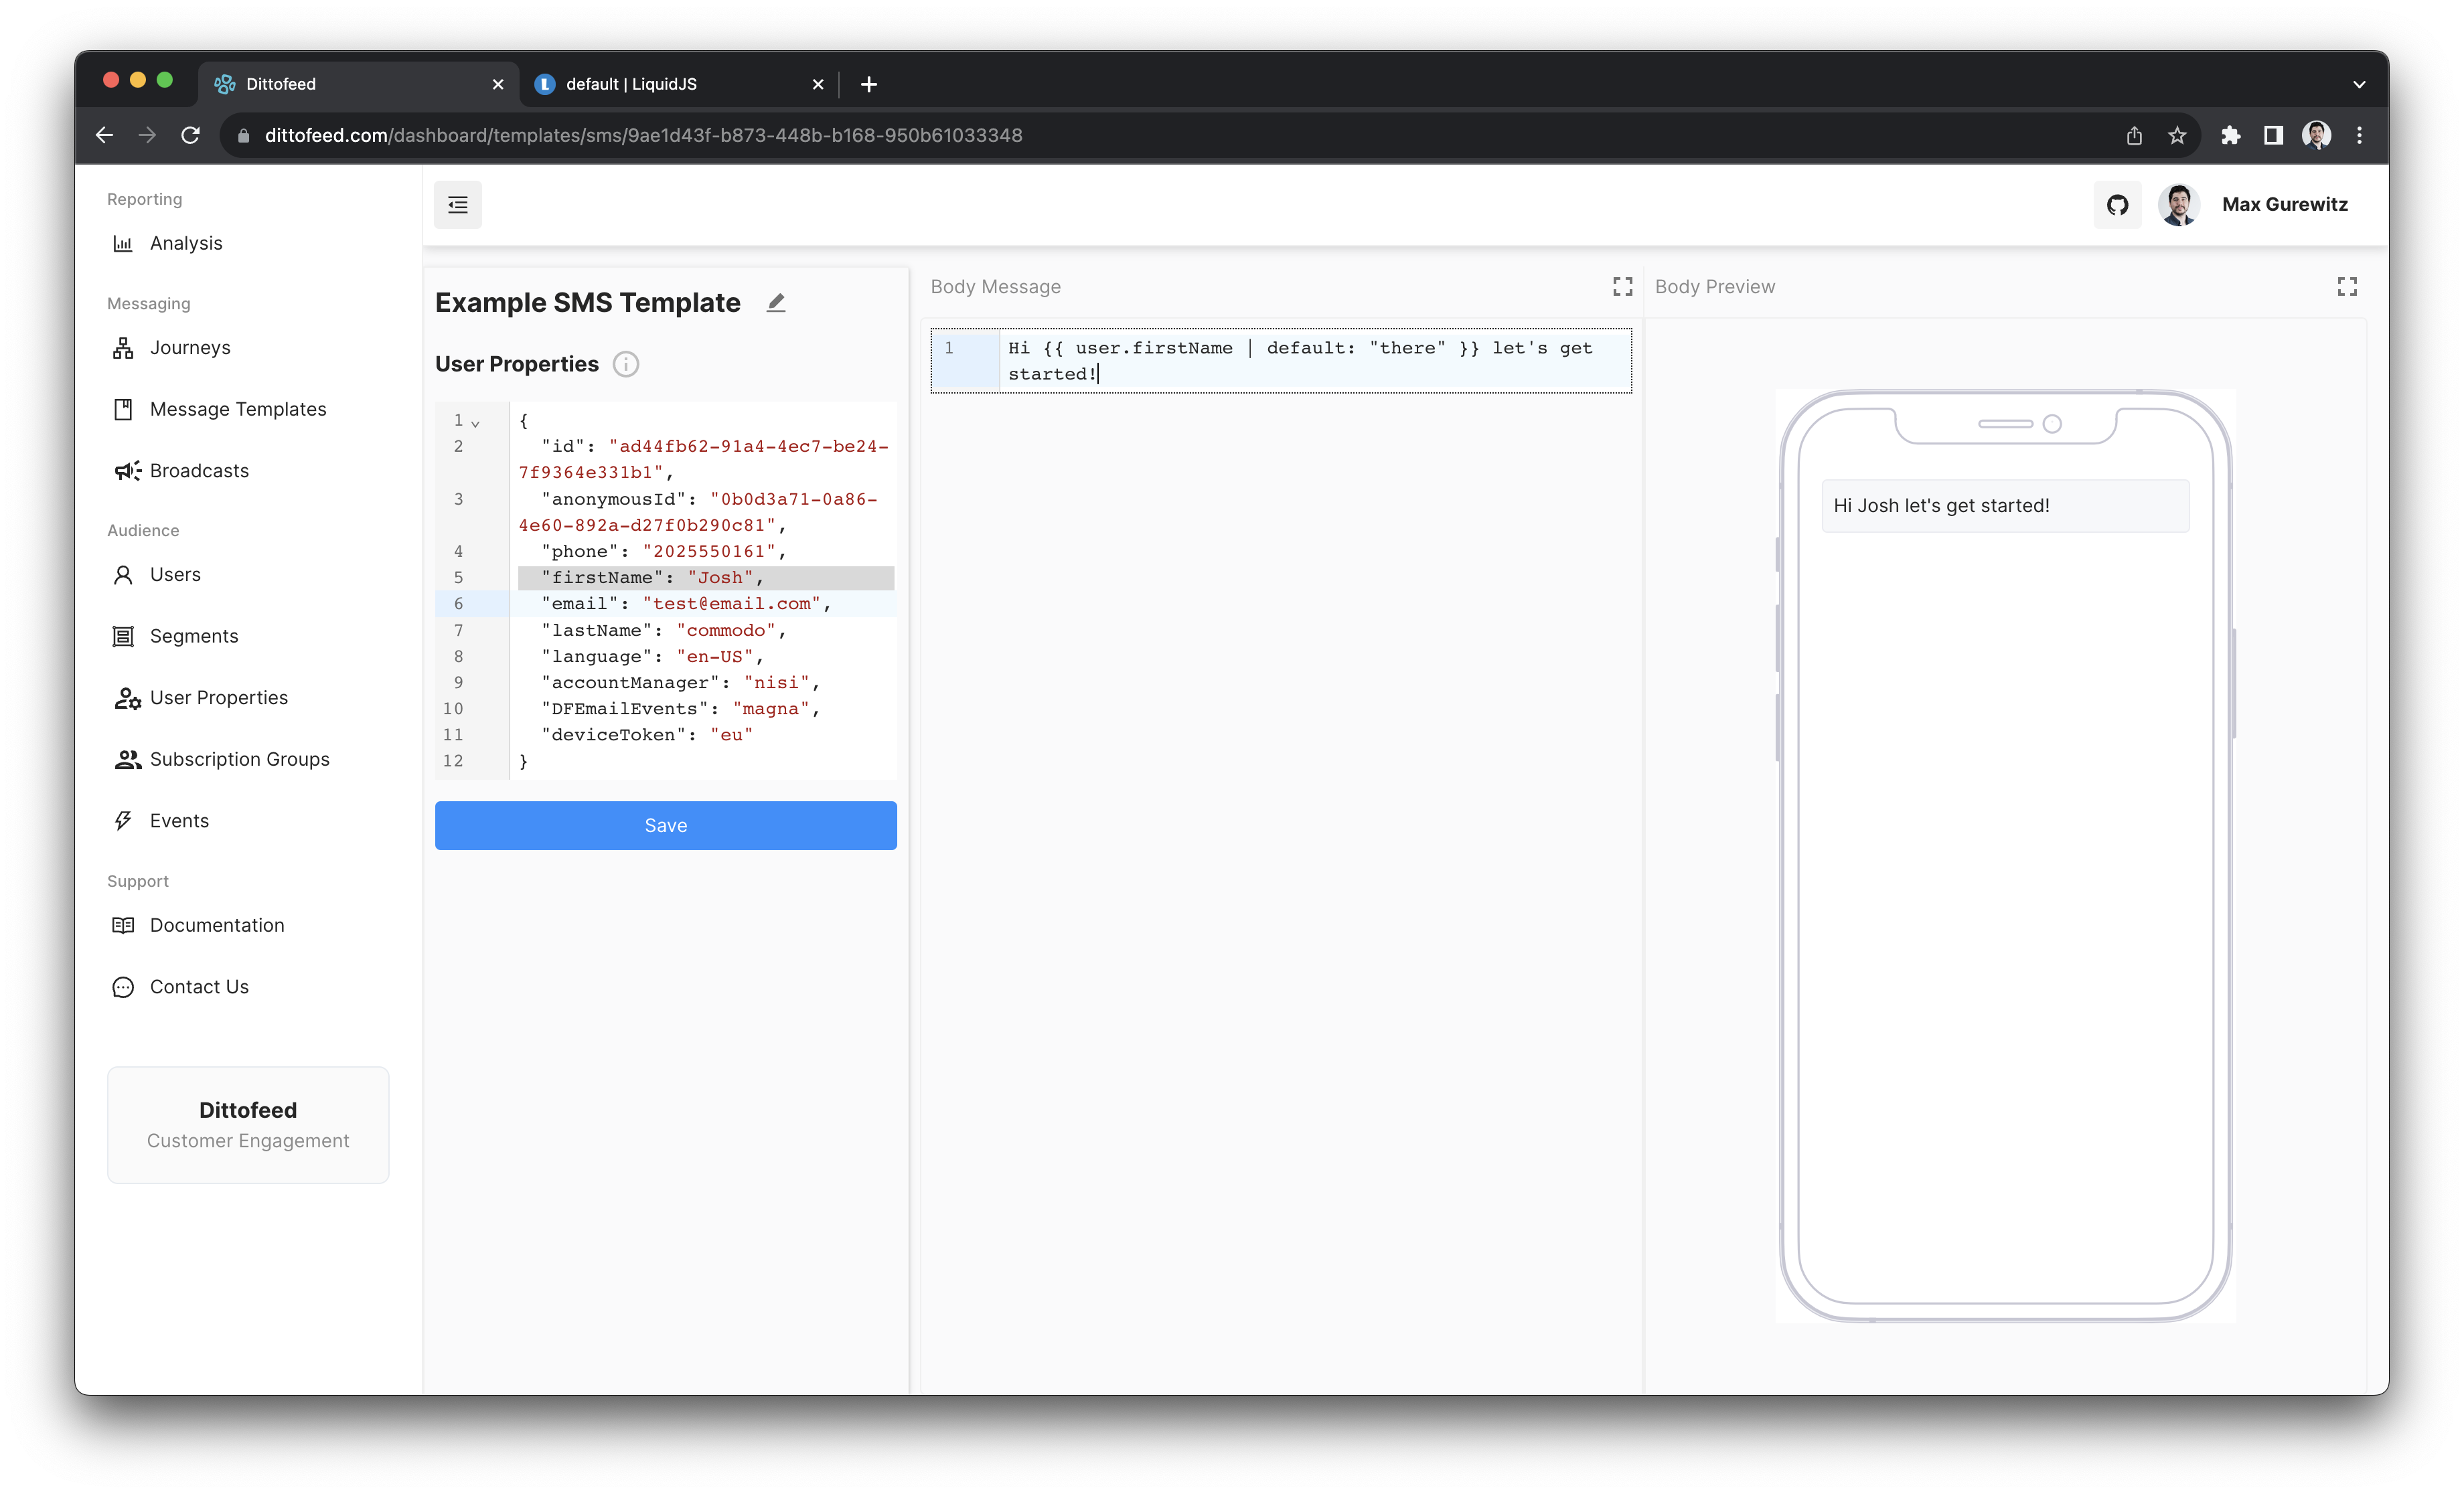 Dittofeed
default | LiquidJS
dittofeed.com/dashboard/templates/sms/9ae1d43f-b873-448b-b168-950b61033348
Reporting
Analysis
Messaging
Journeys
Message Templates
Broadcasts
Audience
Users
Segments
User Properties
Subscription Groups
Events
Support
Documentation
Contact Us
Dittofeed
Customer Engagement
Max Gurewitz
Example SMS Template
User Properties
1 {
2 "id": "ad44fb62-91a4-4ec7-be24-
7f9364e331b1",
3 "anonymousId": "0b0d3a71-0a86-
4e60-892a-d27f0b290c81",
4 "phone": "2025550161",
5 "firstName": "Josh",
6 "email": "test@email.com",
7 "lastName": "commodo",
8 "language": "en-US",
9 "accountManager": "nisi",
10 "DFEmailEvents": "magna",
11 "deviceToken": "eu"
12 }
Save
Body Message
1 Hi {{ user.firstName | default: "there" }} let's get
started!
Body Preview
Hi Josh let's get started!